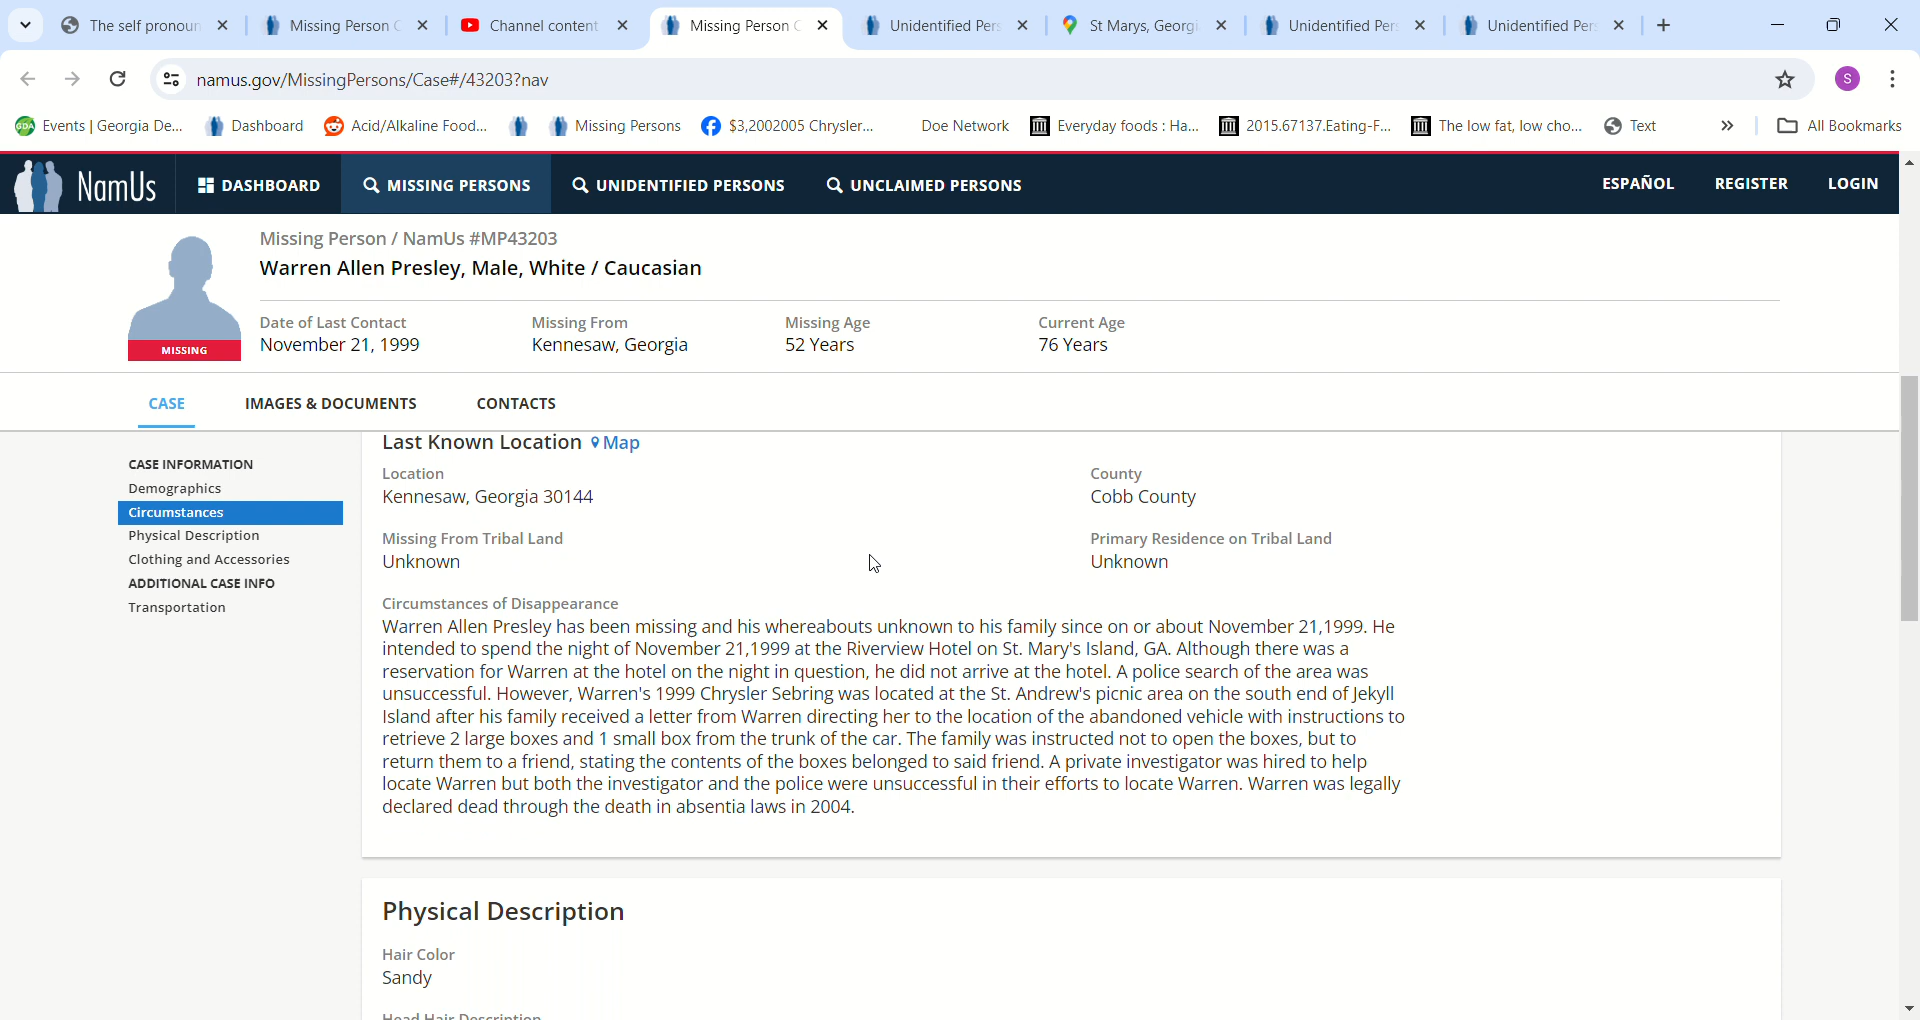 The self pronoun
Missing Person C
Channel content
Missing Person C
Unidentified Pers
St Marys, Georgi
Unidentified Per
Unidentified Per
namus.gov/MissingPersons/Case#/43203?nav
S
GDA Events | Georgia De...
Dashboard
Acid/Alkaline Food...
Missing Persons
$3,2002005 Chrysler...
Doe Network
Everyday foods : Ha...
2015.67137.Eating-F...
The low fat, low cho...
Text
» All Bookmarks
NamUs
DASHBOARD
MISSING PERSONS
UNIDENTIFIED PERSONS
UNCLAIMED PERSONS
ESPAÑOL
REGISTER
LOGIN
Missing Person / NamUs #MP43203
Warren Allen Presley, Male, White / Caucasian
MISSING
Date of Last Contact
November 21, 1999
Missing From
Kennesaw, Georgia
Missing Age
52 Years
Current Age
76 Years
CASE
IMAGES & DOCUMENTS
CONTACTS
CASE INFORMATION
Demographics
Circumstances
Physical Description
Clothing and Accessories
ADDITIONAL CASE INFO
Transportation
Last Known Location Map
Location
Kennesaw, Georgia 30144
County
Cobb County
Missing From Tribal Land
Unknown
Primary Residence on Tribal Land
Unknown
Circumstances of Disappearance
Warren Allen Presley has been missing and his whereabouts unknown to his family since on or about November 21,1999. He
intended to spend the night of November 21,1999 at the Riverview Hotel on St. Mary's Island, GA. Although there was a
reservation for Warren at the hotel on the night in question, he did not arrive at the hotel. A police search of the area was
unsuccessful. However, Warren's 1999 Chrysler Sebring was located at the St. Andrew's picnic area on the south end of Jekyll
Island after his family received a letter from Warren directing her to the location of the abandoned vehicle with instructions to
retrieve 2 large boxes and 1 small box from the trunk of the car. The family was instructed not to open the boxes, but to
return them to a friend, stating the contents of the boxes belonged to said friend. A private investigator was hired to help
locate Warren but both the investigator and the police were unsuccessful in their efforts to locate Warren. Warren was legally
declared dead through the death in absentia laws in 2004.
Physical Description
Hair Color
Sandy
Head Hair Description